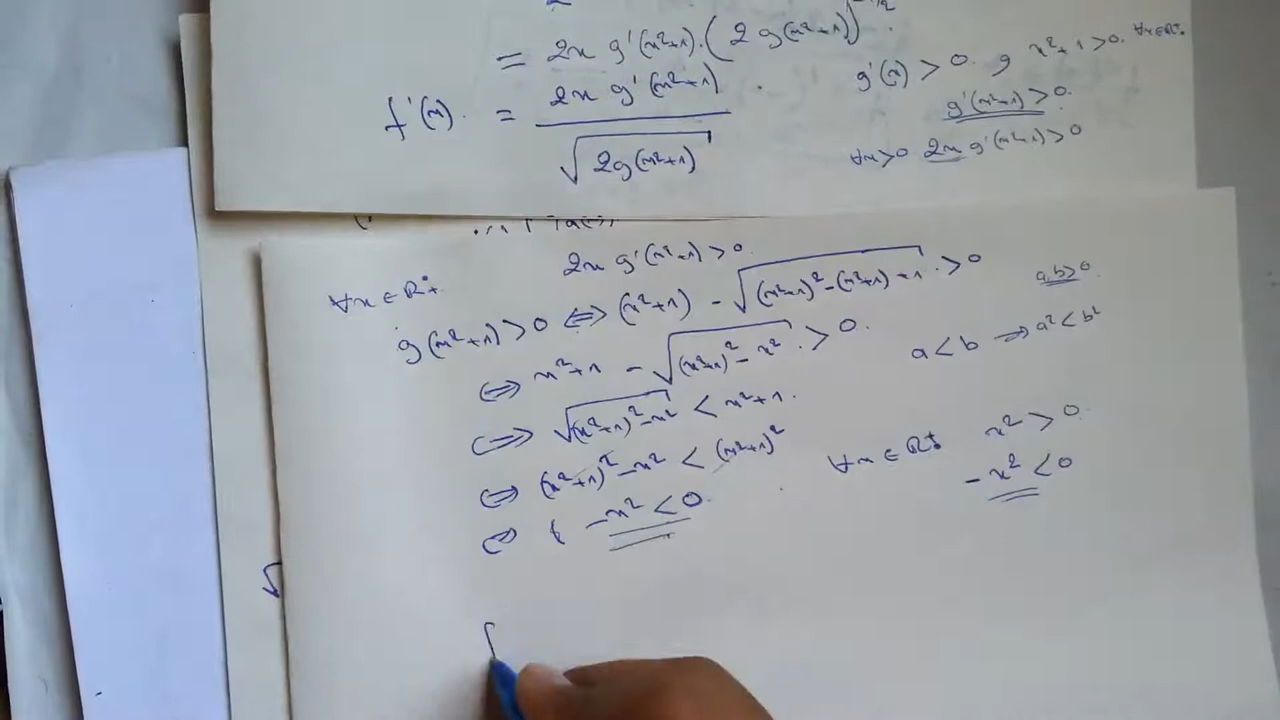 = 2x g'(x²+1).(2g(x²+1))^-1/2.
f'(x). = 2x g'(x²+1) / √(2g(x²+1)) .
g'(x) > 0. g x²+1 > 0. ∀x∈R*.
g'(x²+1) > 0.
∀x>0 2x g'(x²+1) > 0
∀x ∈ R*+. 2x g'(x²+1) > 0
g(x²+1) > 0 ⇔ (x²+1) - √((x²+1)²-(x²+1)+1) . > 0
⇔ x²+1 - √((x²+1)²-x²) . > 0.
⇔ √((x²+1)²-x²) < x²+1.
⇔ (x²+1)²-x² < (x²+1)²
⇔ -x² < 0.
a,b>0.
a < b ⇒ a² < b²
∀x ∈ R*+ x² > 0.
-x² < 0